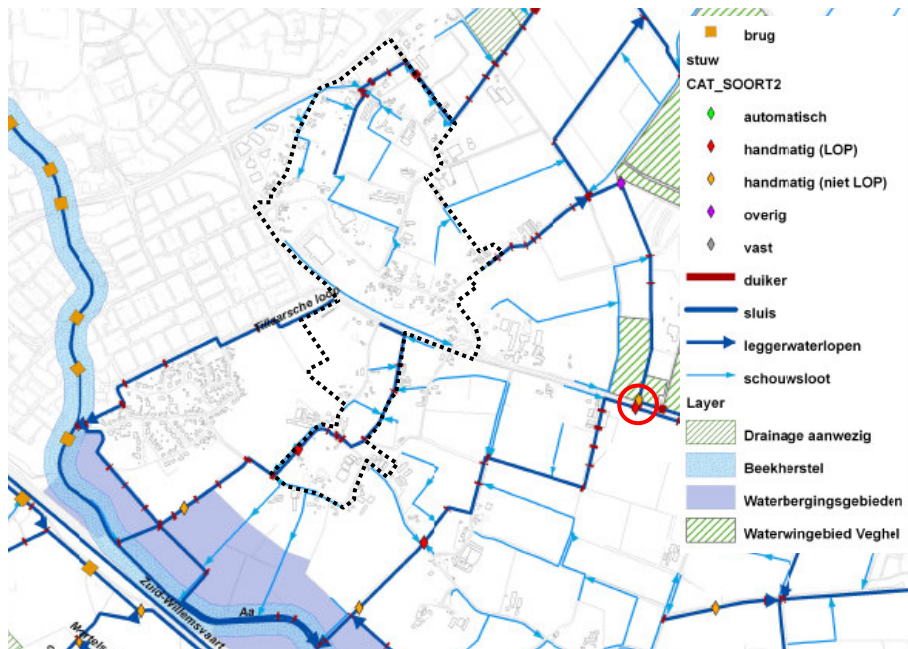 brug
stuw
CAT_SOORT2
automatisch
handmatig (LOP)
handmatig (niet LOP)
overig
vast
duiker
sluis
leggerwaterlopen
schouwsloot
Layer
Drainage aanwezig
Beekherstel
Waterbergingsgebieden
Waterwingebied Veghel
Tillaarsche loop
Zuid-Willemsvaart
Aa